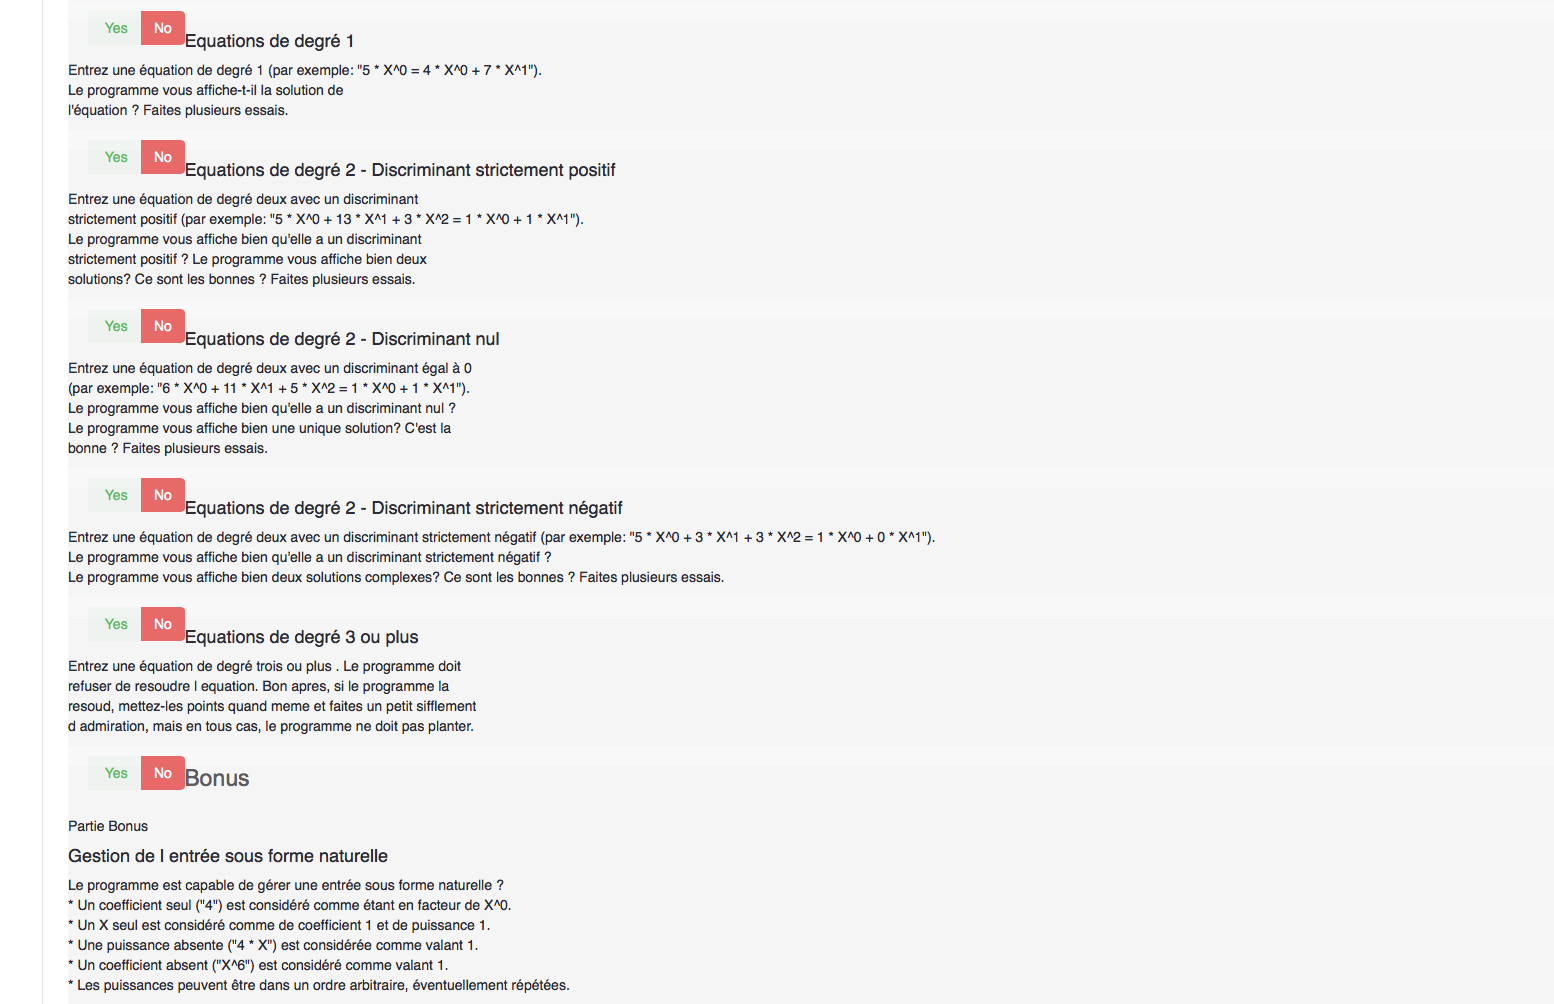 Yes No Equations de degré 1
Entrez une équation de degré 1 (par exemple: "5 * X^0 = 4 * X^0 + 7 * X^1").
Le programme vous affiche-t-il la solution de
l'équation ? Faites plusieurs essais.
Yes No Equations de degré 2 - Discriminant strictement positif
Entrez une équation de degré deux avec un discriminant
strictement positif (par exemple: "5 * X^0 + 13 * X^1 + 3 * X^2 = 1 * X^0 + 1 * X^1").
Le programme vous affiche bien qu'elle a un discriminant
strictement positif ? Le programme vous affiche bien deux
solutions? Ce sont les bonnes ? Faites plusieurs essais.
Yes No Equations de degré 2 - Discriminant nul
Entrez une équation de degré deux avec un discriminant égal à 0
(par exemple: "6 * X^0 + 11 * X^1 + 5 * X^2 = 1 * X^0 + 1 * X^1").
Le programme vous affiche bien qu'elle a un discriminant nul ?
Le programme vous affiche bien une unique solution? C'est la
bonne ? Faites plusieurs essais.
Yes No Equations de degré 2 - Discriminant strictement négatif
Entrez une équation de degré deux avec un discriminant strictement négatif (par exemple: "5 * X^0 + 3 * X^1 + 3 * X^2 = 1 * X^0 + 0 * X^1").
Le programme vous affiche bien qu'elle a un discriminant strictement négatif ?
Le programme vous affiche bien deux solutions complexes? Ce sont les bonnes ? Faites plusieurs essais.
Yes No Equations de degré 3 ou plus
Entrez une équation de degré trois ou plus . Le programme doit
refuser de resoudre l equation. Bon apres, si le programme la
resoud, mettez-les points quand meme et faites un petit sifflement
d admiration, mais en tous cas, le programme ne doit pas planter.
Yes No Bonus
Partie Bonus
Gestion de l entrée sous forme naturelle
Le programme est capable de gérer une entrée sous forme naturelle ?
* Un coefficient seul ("4") est considéré comme étant en facteur de X^0.
* Un X seul est considéré comme de coefficient 1 et de puissance 1.
* Une puissance absente ("4 * X") est considérée comme valant 1.
* Un coefficient absent ("X^6") est considéré comme valant 1.
* Les puissances peuvent être dans un ordre arbitraire, éventuellement répétées.